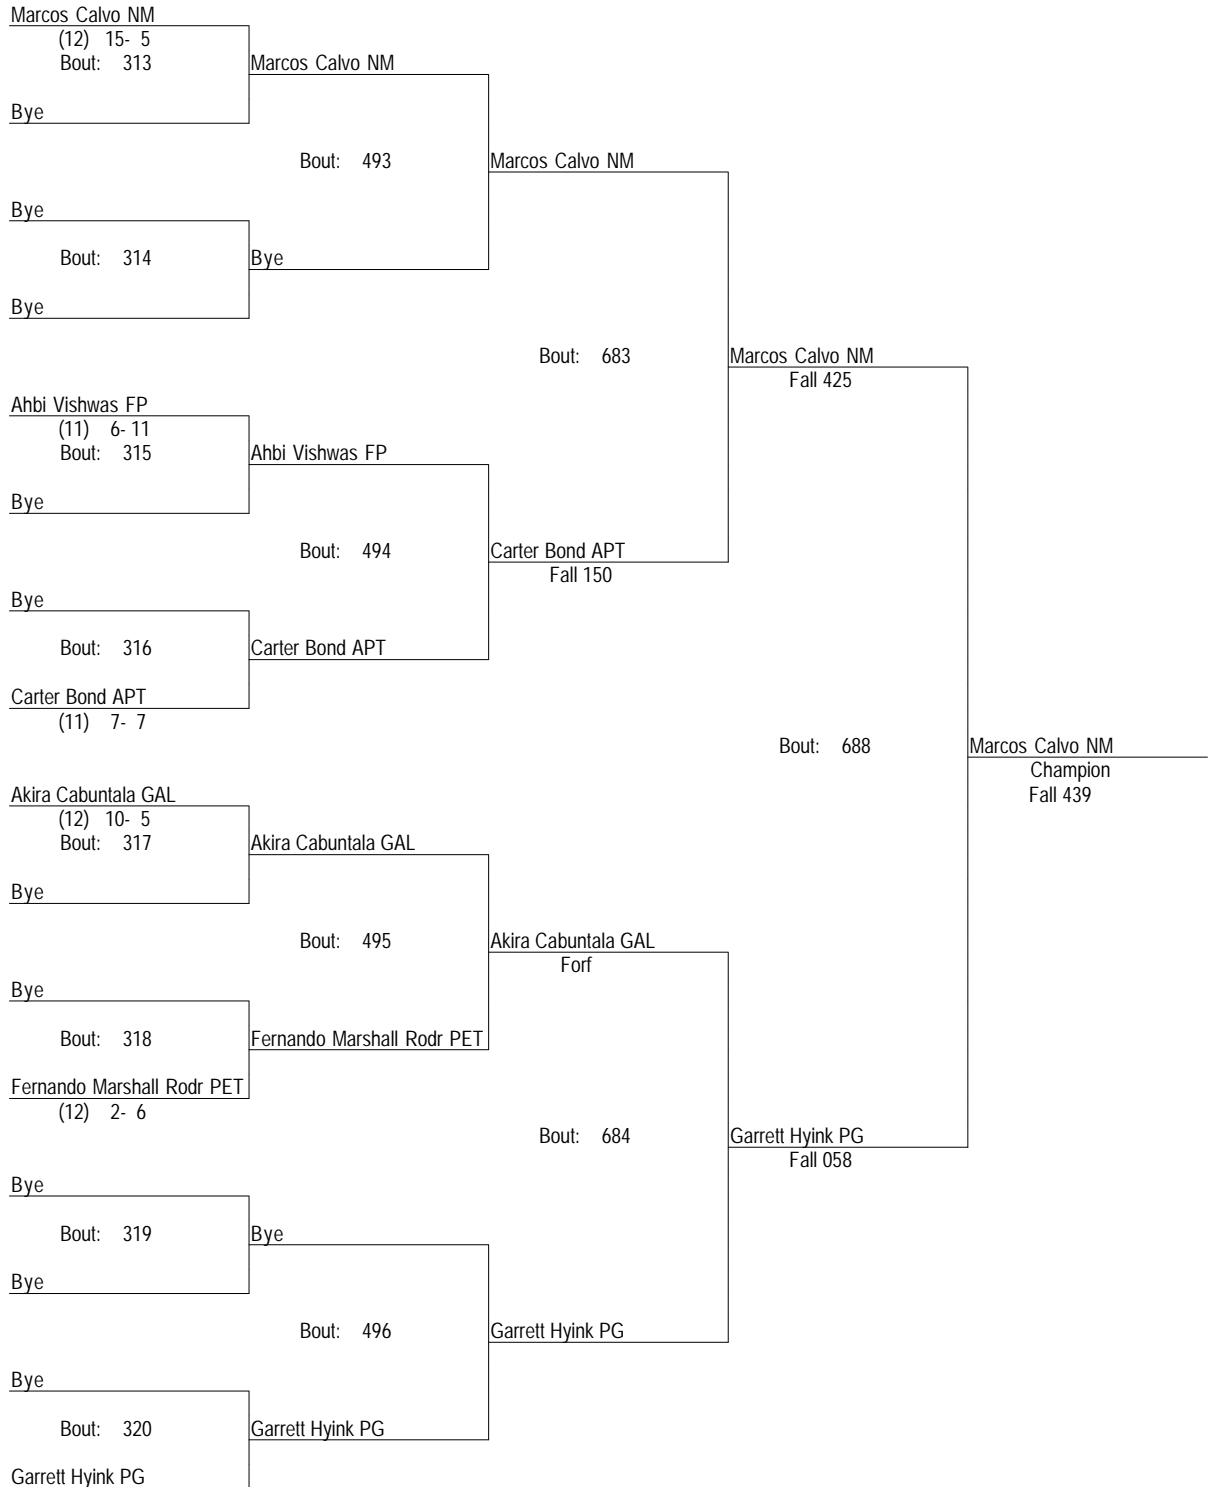 Marcos Calvo NM
(12) 15- 5
Bout: 313
Marcos Calvo NM
Bye
Bout: 493
Marcos Calvo NM
Bye
Bout: 314
Bye
Bye
Bout: 683
Marcos Calvo NM
Fall 425
Ahbi Vishwas FP
(11) 6- 11
Bout: 315
Ahbi Vishwas FP
Bye
Bout: 494
Carter Bond APT
Fall 150
Bye
Bout: 316
Carter Bond APT
Carter Bond APT
(11) 7- 7
Bout: 688
Marcos Calvo NM
Champion
Fall 439
Akira Cabuntala GAL
(12) 10- 5
Bout: 317
Akira Cabuntala GAL
Bye
Bout: 495
Akira Cabuntala GAL
Forf
Bye
Bout: 318
Fernando Marshall Rodr PET
Fernando Marshall Rodr PET
(12) 2- 6
Bout: 684
Garrett Hyink PG
Fall 058
Bye
Bout: 319
Bye
Bye
Bout: 496
Garrett Hyink PG
Bye
Bout: 320
Garrett Hyink PG
Garrett Hyink PG